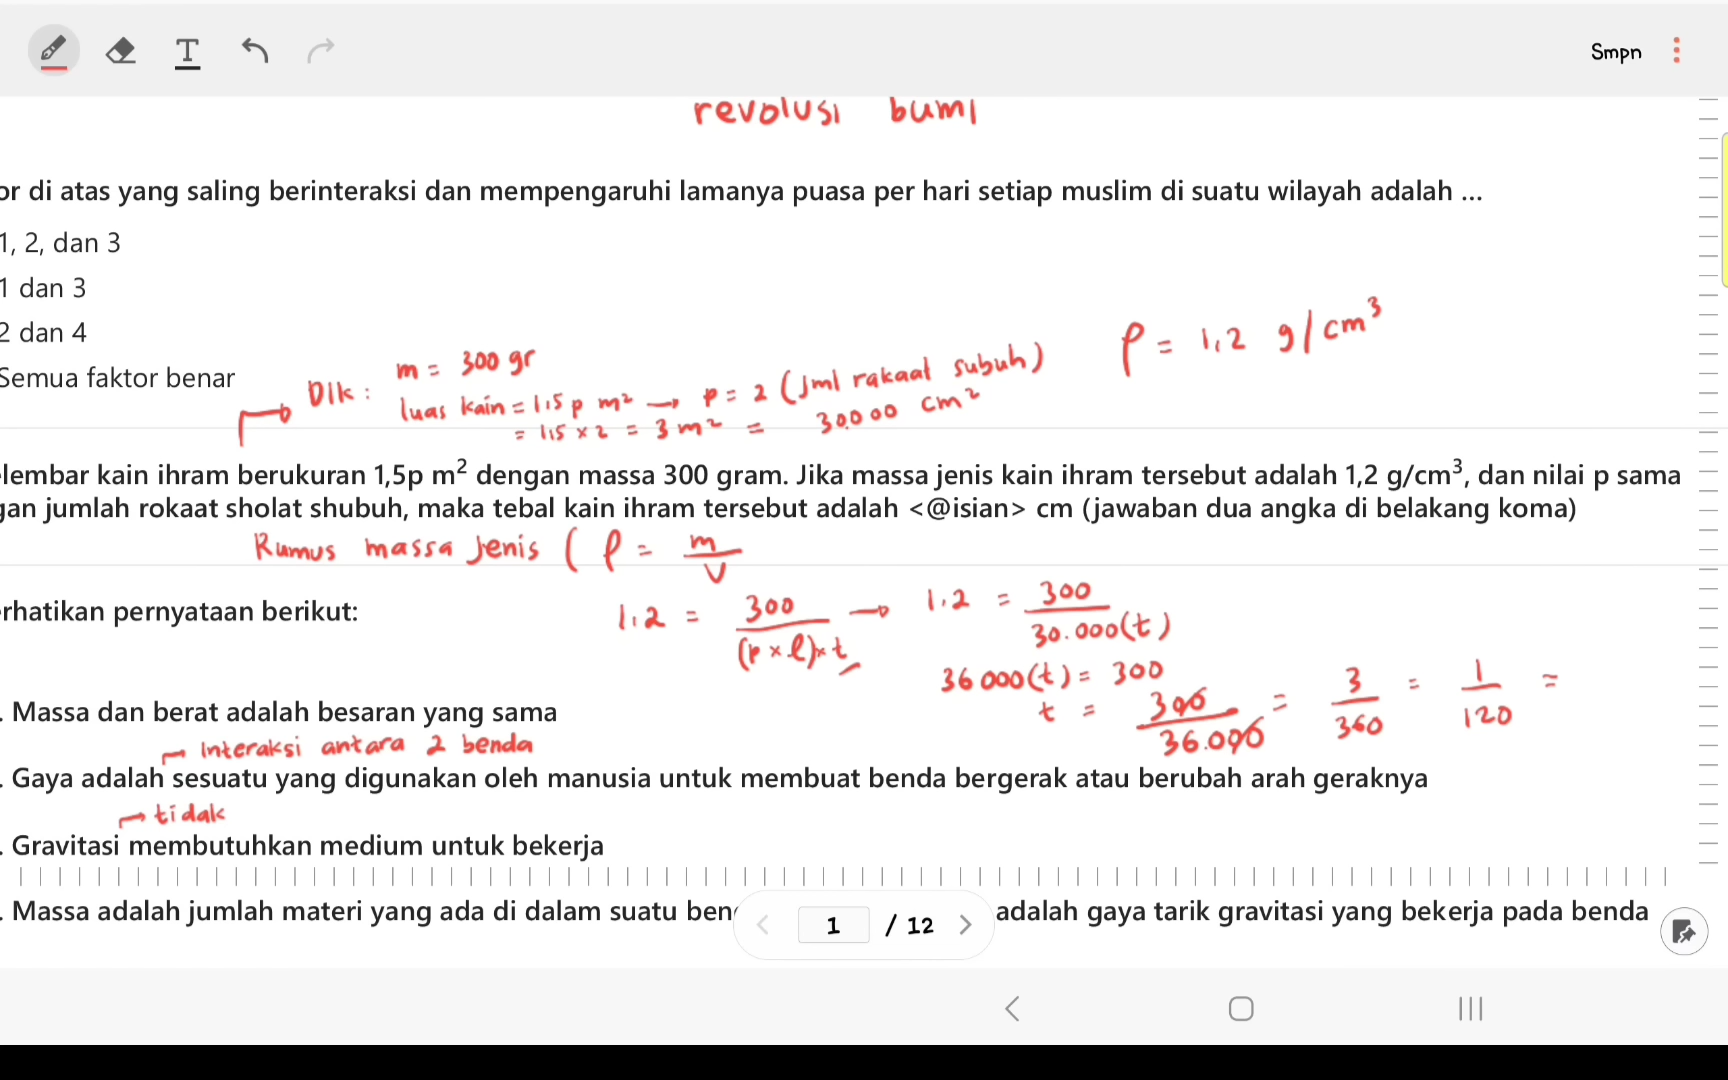 Smpn
revolusi bumi
or di atas yang saling berinteraksi dan mempengaruhi lamanya puasa per hari setiap muslim di suatu wilayah adalah ...
1, 2, dan 3
1 dan 3
2 dan 4
Semua faktor benar
Dik : m = 300 gr
luas kain = 1,5 p m² → p = 2 (jml rakaat subuh)
= 1,5 × 2 = 3 m² = 30.000 cm²
ρ = 1,2 g/cm³
lembar kain ihram berukuran 1,5p m² dengan massa 300 gram. Jika massa jenis kain ihram tersebut adalah 1,2 g/cm³, dan nilai p sama
gan jumlah rokaat sholat shubuh, maka tebal kain ihram tersebut adalah <@isian> cm (jawaban dua angka di belakang koma)
Rumus massa jenis ( ρ = m/v
1,2 = 300/(p × l) × t → 1,2 = 300/30.000(t)
36 000(t) = 300
t = 300/36.000 = 3/360 = 1/120 =
rhatikan pernyataan berikut:
. Massa dan berat adalah besaran yang sama
→ Interaksi antara 2 benda
. Gaya adalah sesuatu yang digunakan oleh manusia untuk membuat benda bergerak atau berubah arah geraknya
→ tidak
. Gravitasi membutuhkan medium untuk bekerja
. Massa adalah jumlah materi yang ada di dalam suatu ben adalah gaya tarik gravitasi yang bekerja pada benda
1 / 12